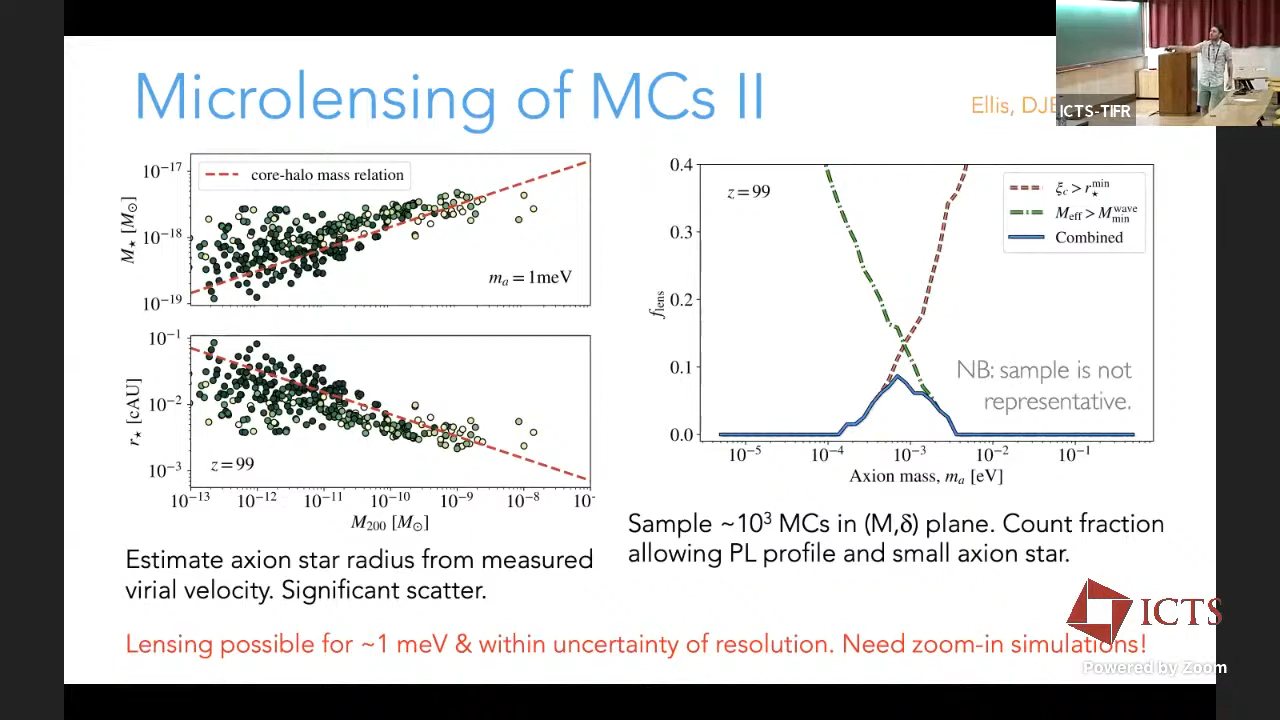 Microlensing of MCs II
Ellis, DJE
ICTS-TIFR
10⁻¹⁷
10⁻¹⁸
10⁻¹⁹
M⋆ [M⊙]
core-halo mass relation
mₐ = 1meV
10⁻¹
10⁻²
10⁻³
r⋆ [cAU]
z = 99
10⁻¹³ 10⁻¹² 10⁻¹¹ 10⁻¹⁰ 10⁻⁹ 10⁻⁸ 10⁻
M₂₀₀ [M⊙]
0.4
0.3
0.2
0.1
0.0
f_lens
z = 99
ξ_c > r⋆^min
M_eff > M_min^wave
Combined
NB: sample is not
representative.
10⁻⁵ 10⁻⁴ 10⁻³ 10⁻² 10⁻¹
Axion mass, mₐ [eV]
Estimate axion star radius from measured
virial velocity. Significant scatter.
Sample ~10³ MCs in (M,δ) plane. Count fraction
allowing PL profile and small axion star.
Lensing possible for ~1 meV & within uncertainty of resolution. Need zoom-in simulations!
ICTS
Powered by Zoom